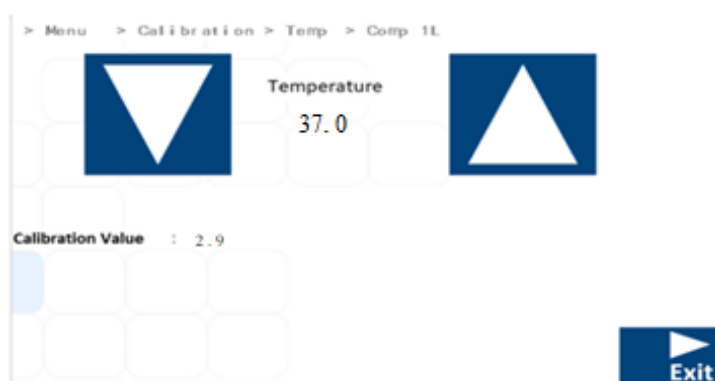 > Menu > Calibration > Temp > Comp 1L
Temperature
37.0
Calibration Value : 2.9
Exit